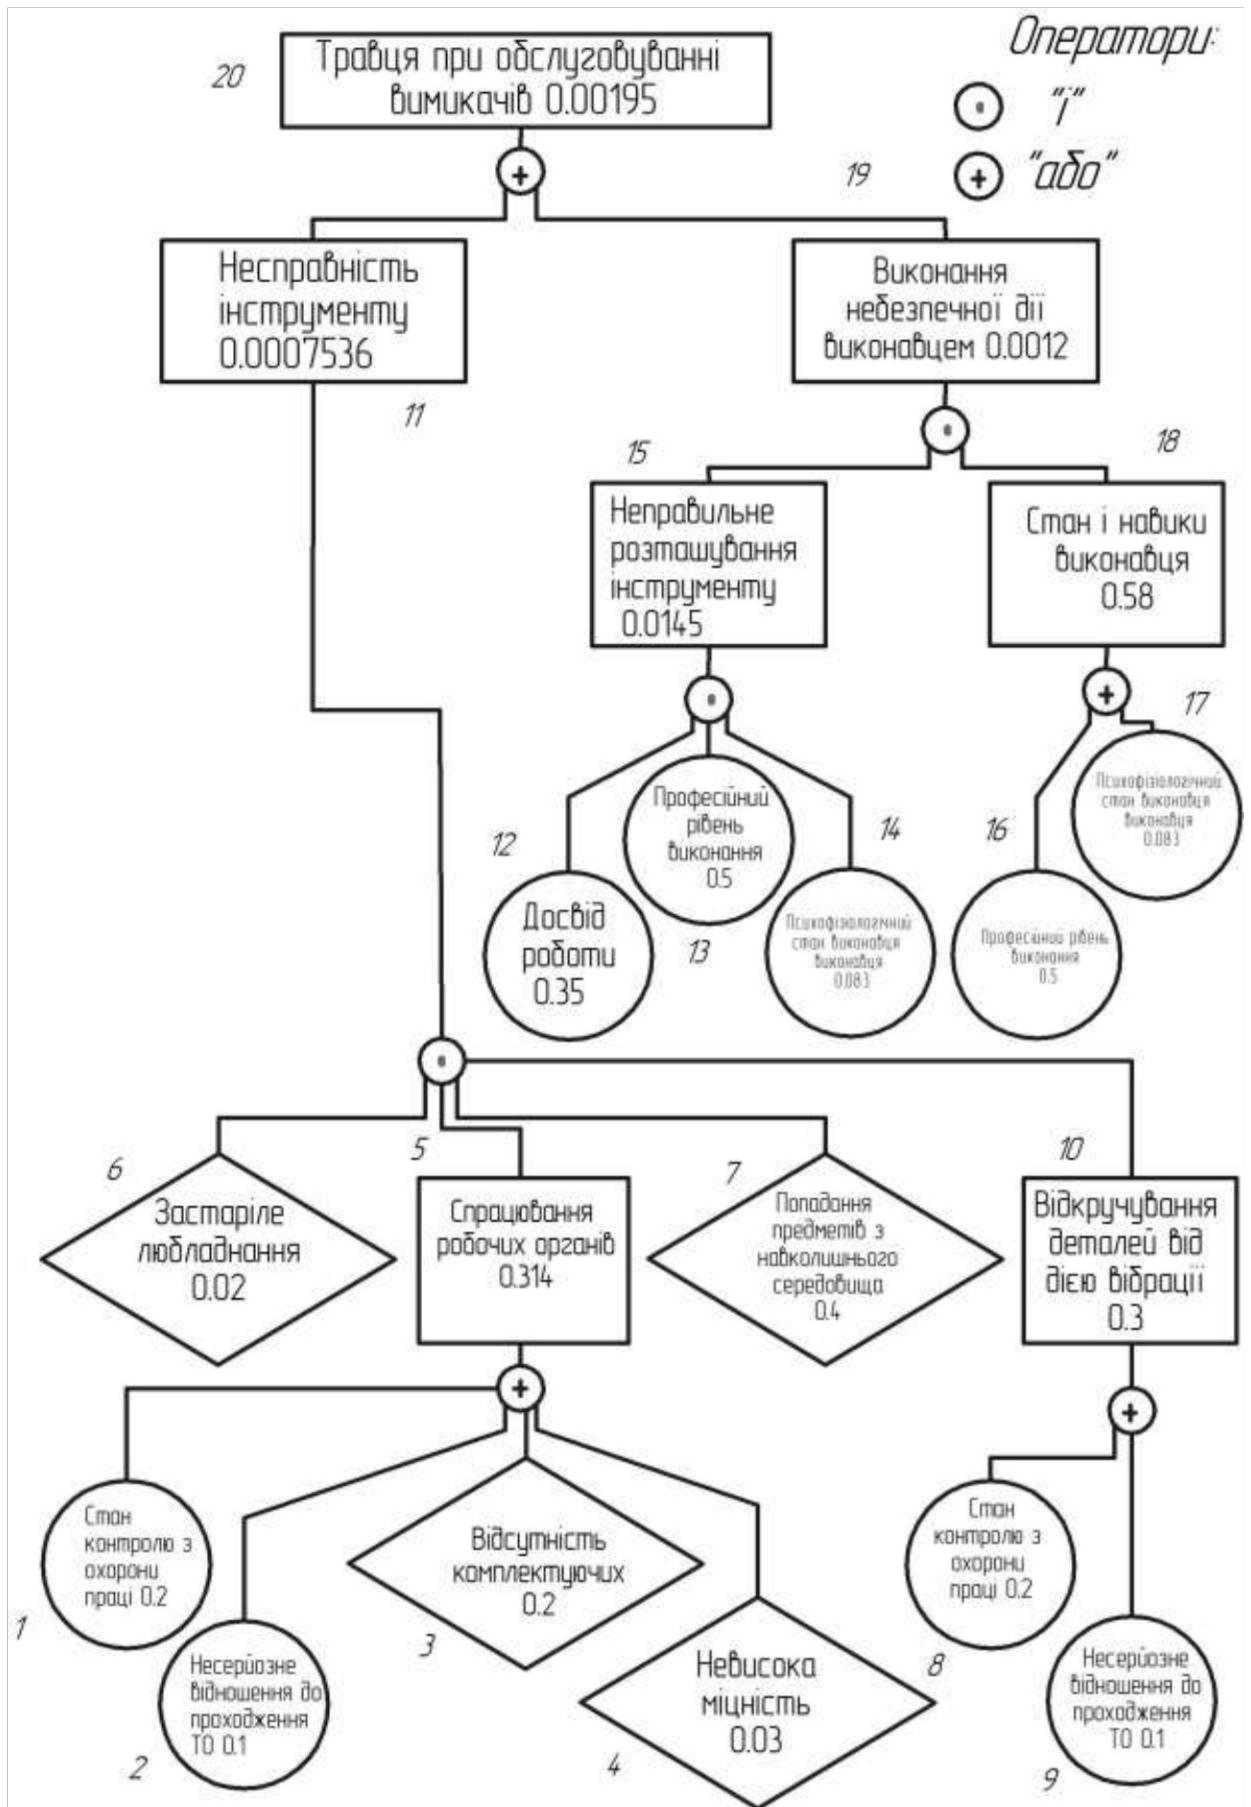 Оператори:
"і"
"або"
20
Травця при обслуговуванні
вимикачів 0.00195
19
Несправність
інструменту
0.0007536
Виконання
небезпечної дії
виконавцем 0.0012
11
15
18
Неправильне
розташування
інструменту
0.0145
Стан і навики
виконавця
0.58
12
Досвід
роботи
0.35
Професійний
рівень
виконання
0.5
13
14
Психофізіологічний
стан виконавця
виконавця
0.083
16
Професійний рівень
виконання
0.5
17
Психофізіологічний
стан виконавця
виконавця
0.083
6
Застаріле
любладнання
0.02
5
Спрацювання
робочих органів
0.314
7
Попадання
предметів з
навколишнього
середовища
0.4
10
Відкручування
деталей від
дією вібрації
0.3
Стан
контролю з
охорони
праці 0.2
1
Несерйозне
відношення до
проходження
ТО 0.1
2
Відсутність
комплектуючих
0.2
3
Невисока
міцність
0.03
4
Стан
контролю з
охорони
праці 0.2
8
Несерйозне
відношення до
проходження
ТО 0.1
9